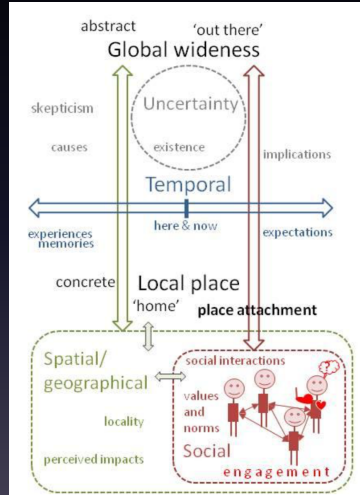 abstract
'out there'
Global wideness
Uncertainty
skepticism
causes
existence
implications
Temporal
here & now
experiences
memories
expectations
concrete
Local place
'home'
place attachment
Spatial/
geographical
social interactions
?
values
and
norms
locality
Social
perceived impacts
engagement